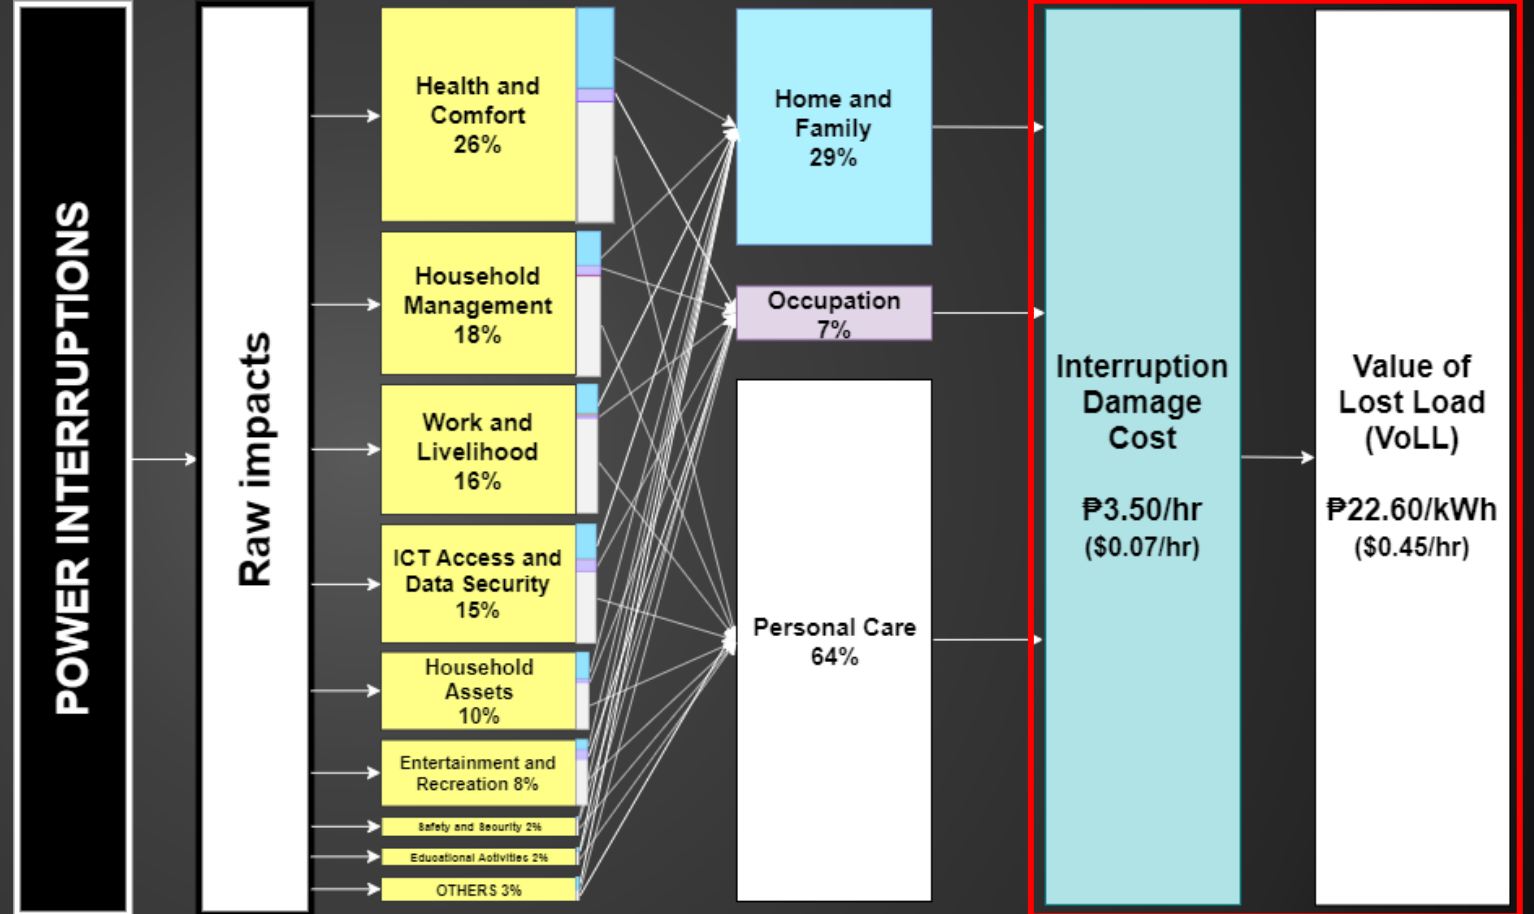 POWER INTERRUPTIONS
Raw impacts
Health and
Comfort
26%
Household
Management
18%
Work and
Livelihood
16%
ICT Access and
Data Security
15%
Household
Assets
10%
Entertainment and
Recreation 8%
Safety and Security 2%
Educational Activities 2%
OTHERS 3%
Home and
Family
29%
Occupation
7%
Personal Care
64%
Interruption
Damage
Cost
₱3.50/hr
($0.07/hr)
Value of
Lost Load
(VoLL)
₱22.60/kWh
($0.45/hr)